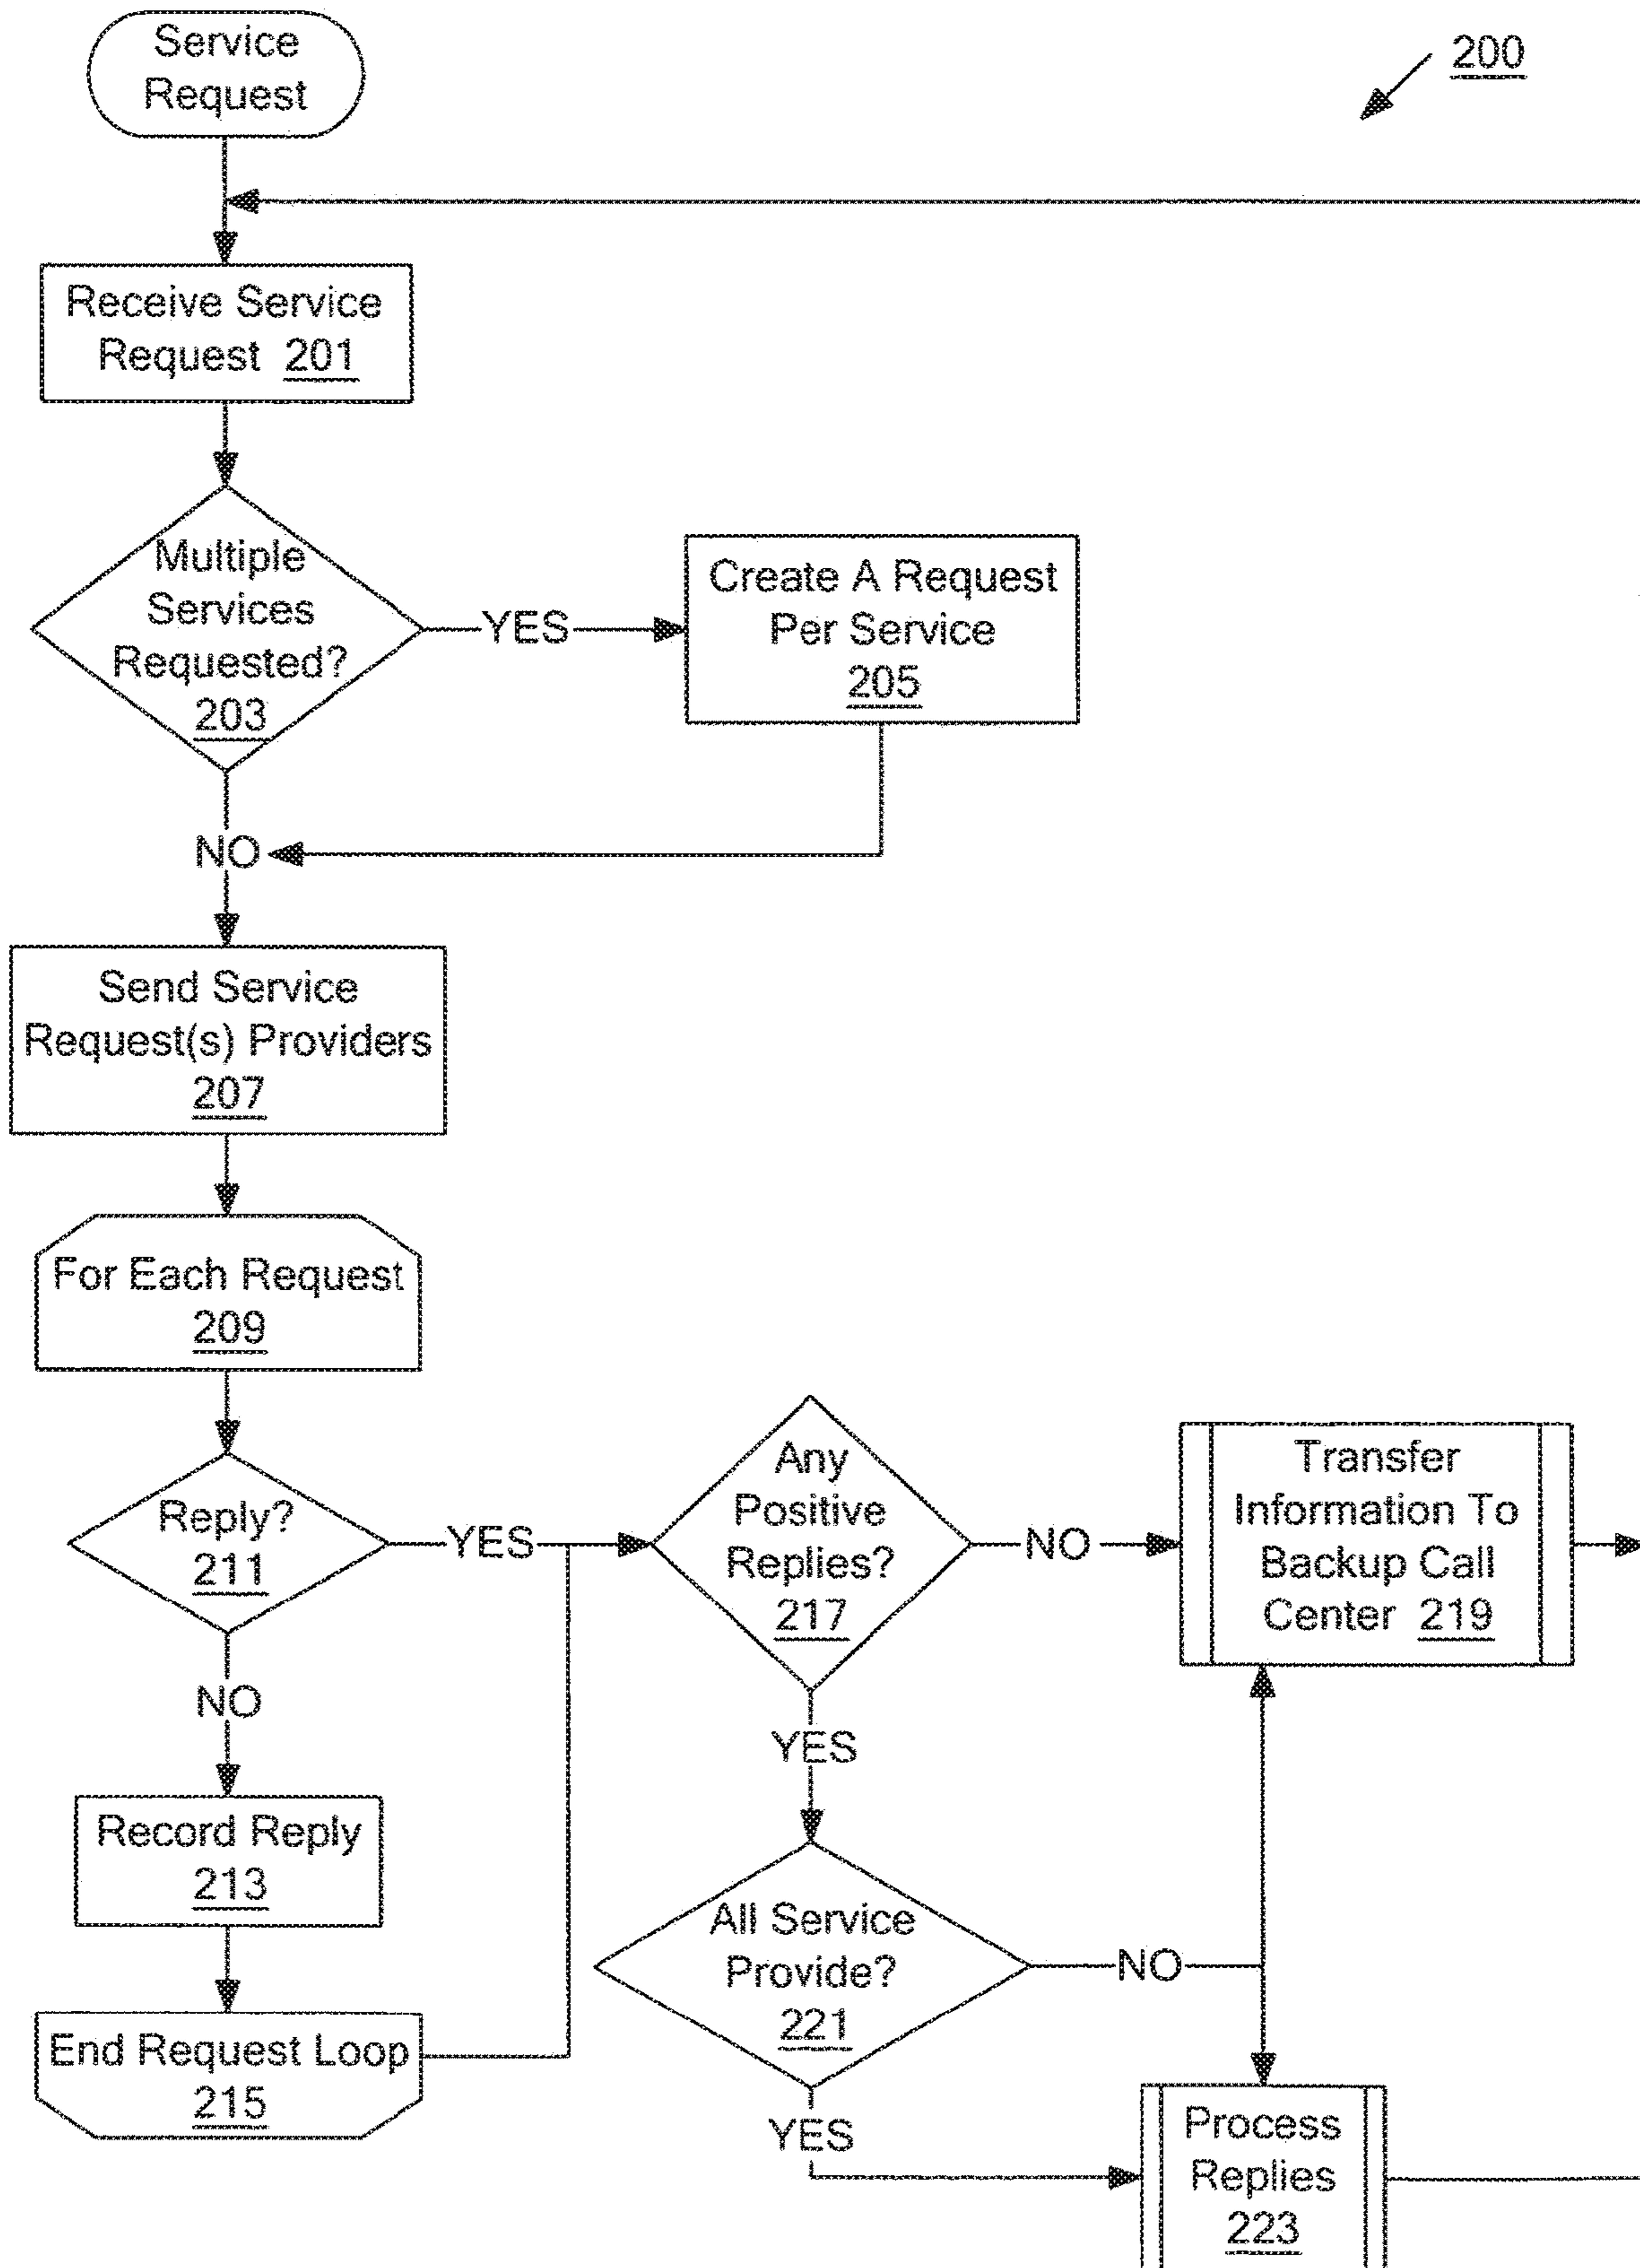 Service
Request
200
Receive Service
Request 201
Multiple
Services
Requested?
203
YES
Create A Request
Per Service
205
NO
Send Service
Request(s) Providers
207
For Each Request
209
Reply?
211
YES
Any
Positive
Replies?
217
NO
Transfer
Information To
Backup Call
Center 219
NO
YES
Record Reply
213
All Service
Provide?
221
NO
End Request Loop
215
YES
Process
Replies
223